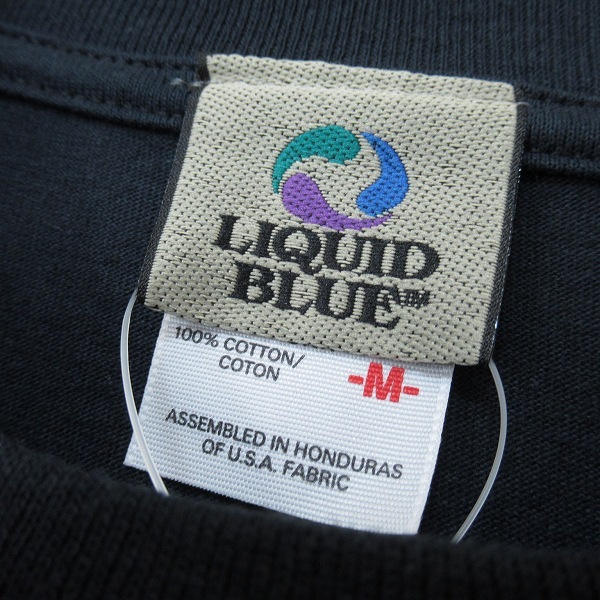 LIQUID
BLUE™
100% COTTON/
COTON
-M-
ASSEMBLED IN HONDURAS
OF U.S.A. FABRIC